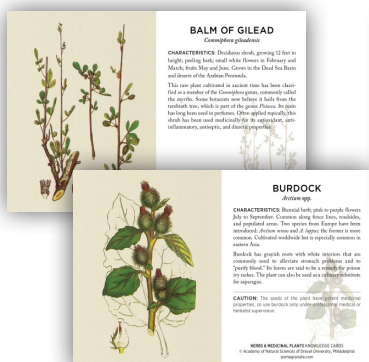 BALM OF GILEAD
Commiphora gileadensis
CHARACTERISTICS: Deciduous shrub, growing 12 feet in
height; peeling bark; small white flowers in February and
March; fruits May and June. Grows in the Dead Sea Basin
and deserts of the Arabian Peninsula.
This rare plant cultivated in ancient time has been classi-
fied as a member of the Commiphora genus, commonly called
the myrrhs. Some botanists now believe it hails from the
terebinth tree, which is part of the genus Pistacia. Its resin
has long been used in perfumes. Often applied topically, this
shrub has been used medicinally for its antioxidant, anti-
inflammatory, antiseptic, and diuretic properties.
BURDOCK
Arctium spp.
CHARACTERISTICS: Biennial herb; pink to purple flowers
July to September. Common along fence lines, roadsides,
and populated areas. Two species from Europe have been
introduced: Arctium minus and A. lappa; the former is more
common. Cultivated worldwide but is especially common in
eastern Asia.
Burdock has grayish roots with white interiors that are
commonly used to alleviate stomach problems and to
"purify blood." Its leaves are said to be a remedy for poison
ivy rashes. The plant can also be used as a culinary substitute
for asparagus.
CAUTION: The seeds of the plant have potent medicinal
properties, so use burdock only under professional medical or
herbalist supervision.
HERBS & MEDICINAL PLANTS KNOWLEDGE CARDS
© Academy of Natural Sciences of Drexel University, Philadelphia
pomegranate.com